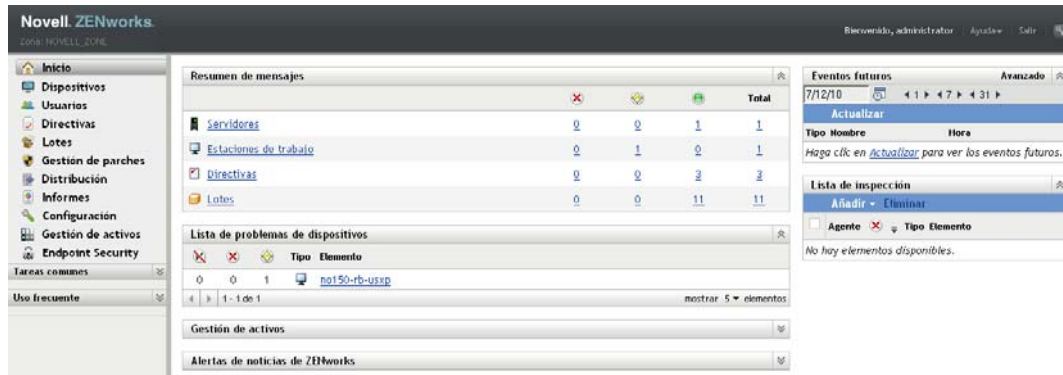 Novell. ZENworks.
Zona: NOVELL_ZONE
Bienvenido, administrator Ayuda Salir
Inicio
Dispositivos
Usuarios
Directivas
Lotes
Gestión de parches
Distribución
Informes
Configuración
Gestión de activos
Endpoint Security
Tareas comunes
Uso frecuente
Resumen de mensajes
Total
Servidores 0 0 1 1
Estaciones de trabajo 0 1 0 1
Directivas 0 0 3 3
Lotes 0 0 11 11
Lista de problemas de dispositivos
Tipo Elemento
0 0 1 no150-rb-usxp
1 - 1 de 1 mostrar 5 elementos
Gestión de activos
Alertas de noticias de ZENworks
Eventos futuros Avanzado
7/12/10 1 7 31
Actualizar
Tipo Nombre Hora
Haga clic en Actualizar para ver los eventos futuros.
Lista de inspección
Añadir Eliminar
Agente Tipo Elemento
No hay elementos disponibles.